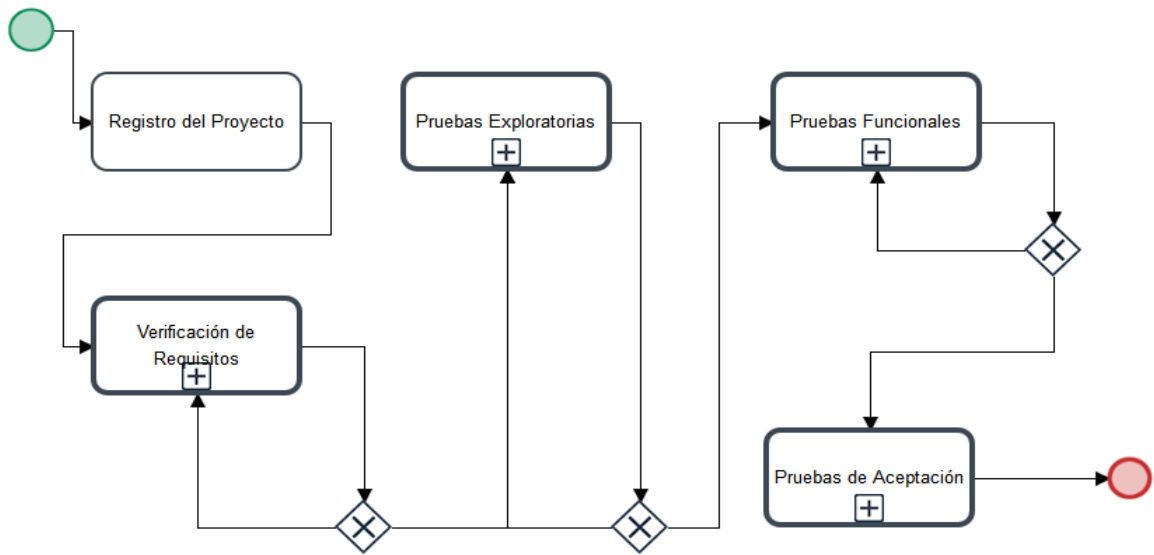 Registro del Proyecto
Pruebas Exploratorias
Pruebas Funcionales
Verificación de
Requisitos
Pruebas de Aceptación